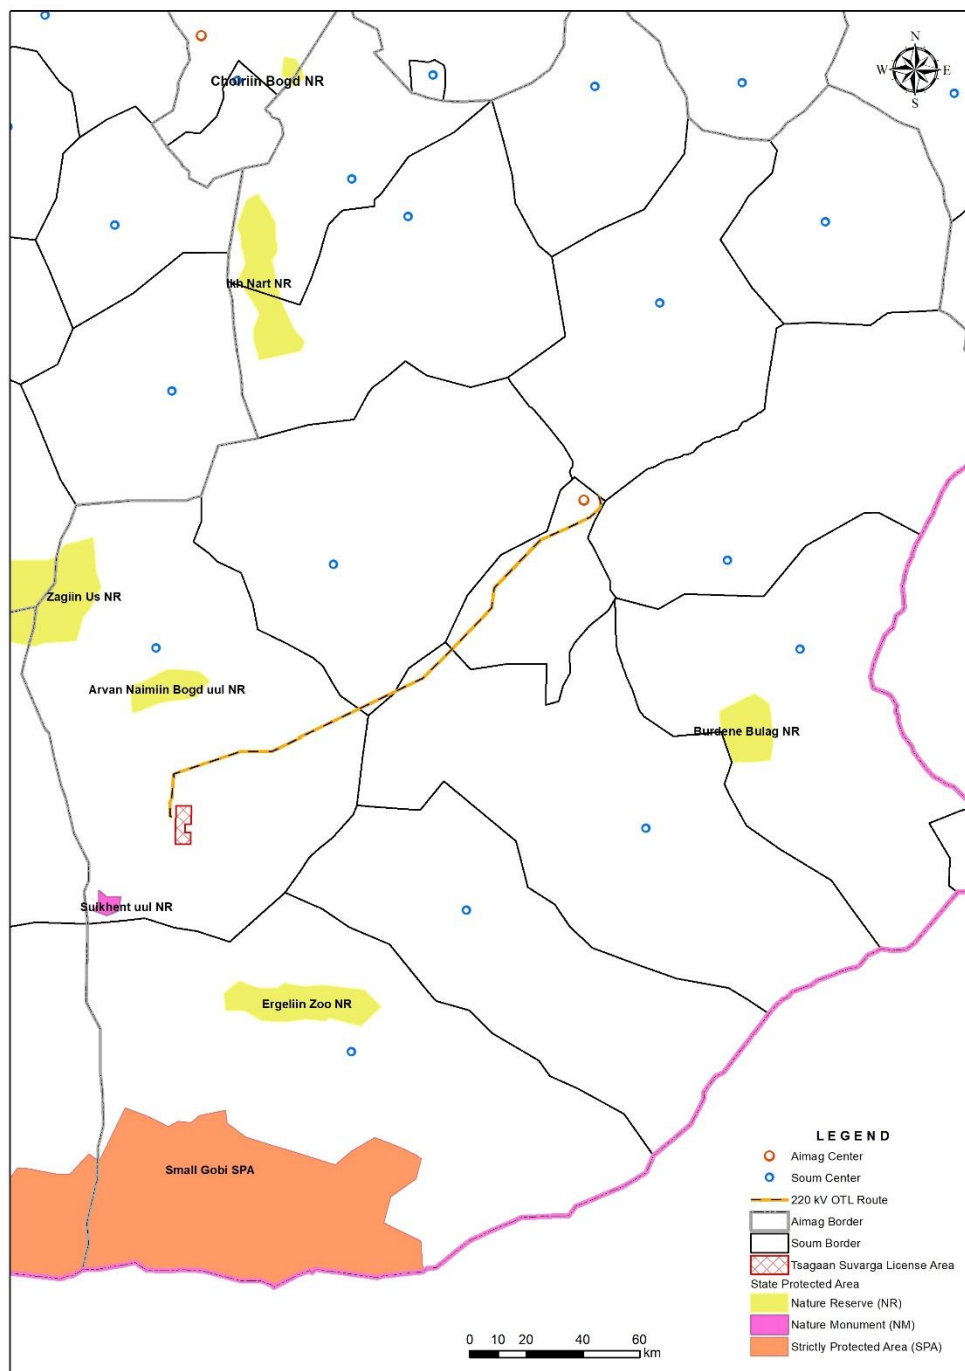 N
W E
S
Choiriin Bogd NR
Ikh Nart NR
Zagiin Us NR
Arvan Naimiin Bogd uul NR
Burdene Bulag NR
Suikhent uul NR
Ergeliin Zoo NR
Small Gobi SPA
LEGEND
Aimag Center
Soum Center
220 kV OTL Route
Aimag Border
Soum Border
Tsagaan Suvarga License Area
State Protected Area
Nature Reserve (NR)
Nature Monument (NM)
Strictly Protected Area (SPA)
0 10 20 40 60
km